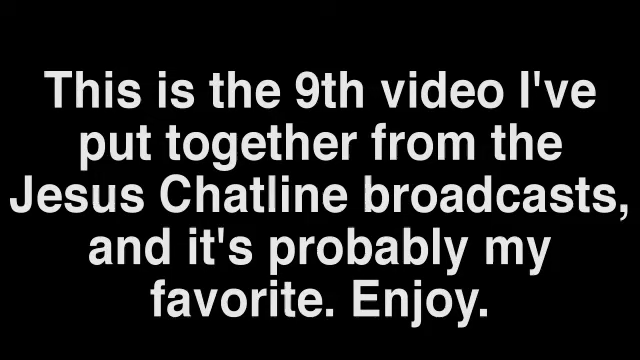 This is the 9th video I've
put together from the
Jesus Chatline broadcasts,
and it's probably my
favorite. Enjoy.